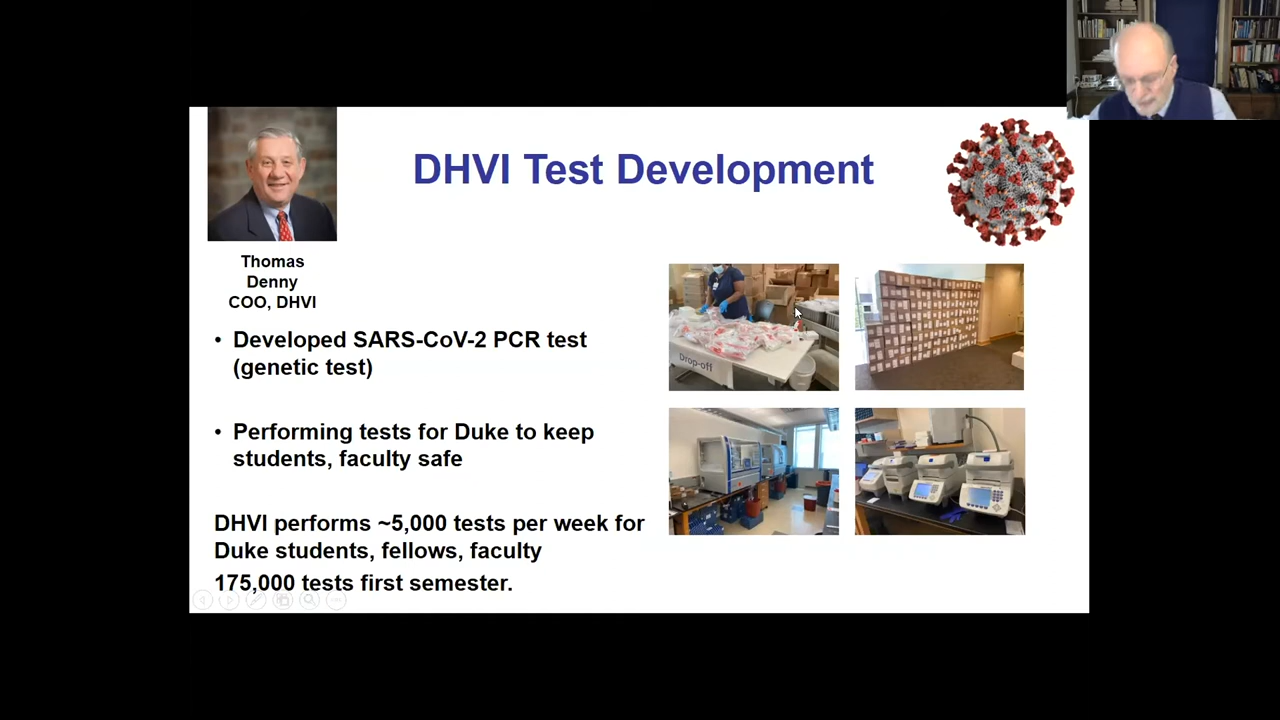 DHVI Test Development
Thomas
Denny
COO, DHVI
• Developed SARS-CoV-2 PCR test
(genetic test)
• Performing tests for Duke to keep
students, faculty safe
DHVI performs ~5,000 tests per week for
Duke students, fellows, faculty
175,000 tests first semester.
Drop-off